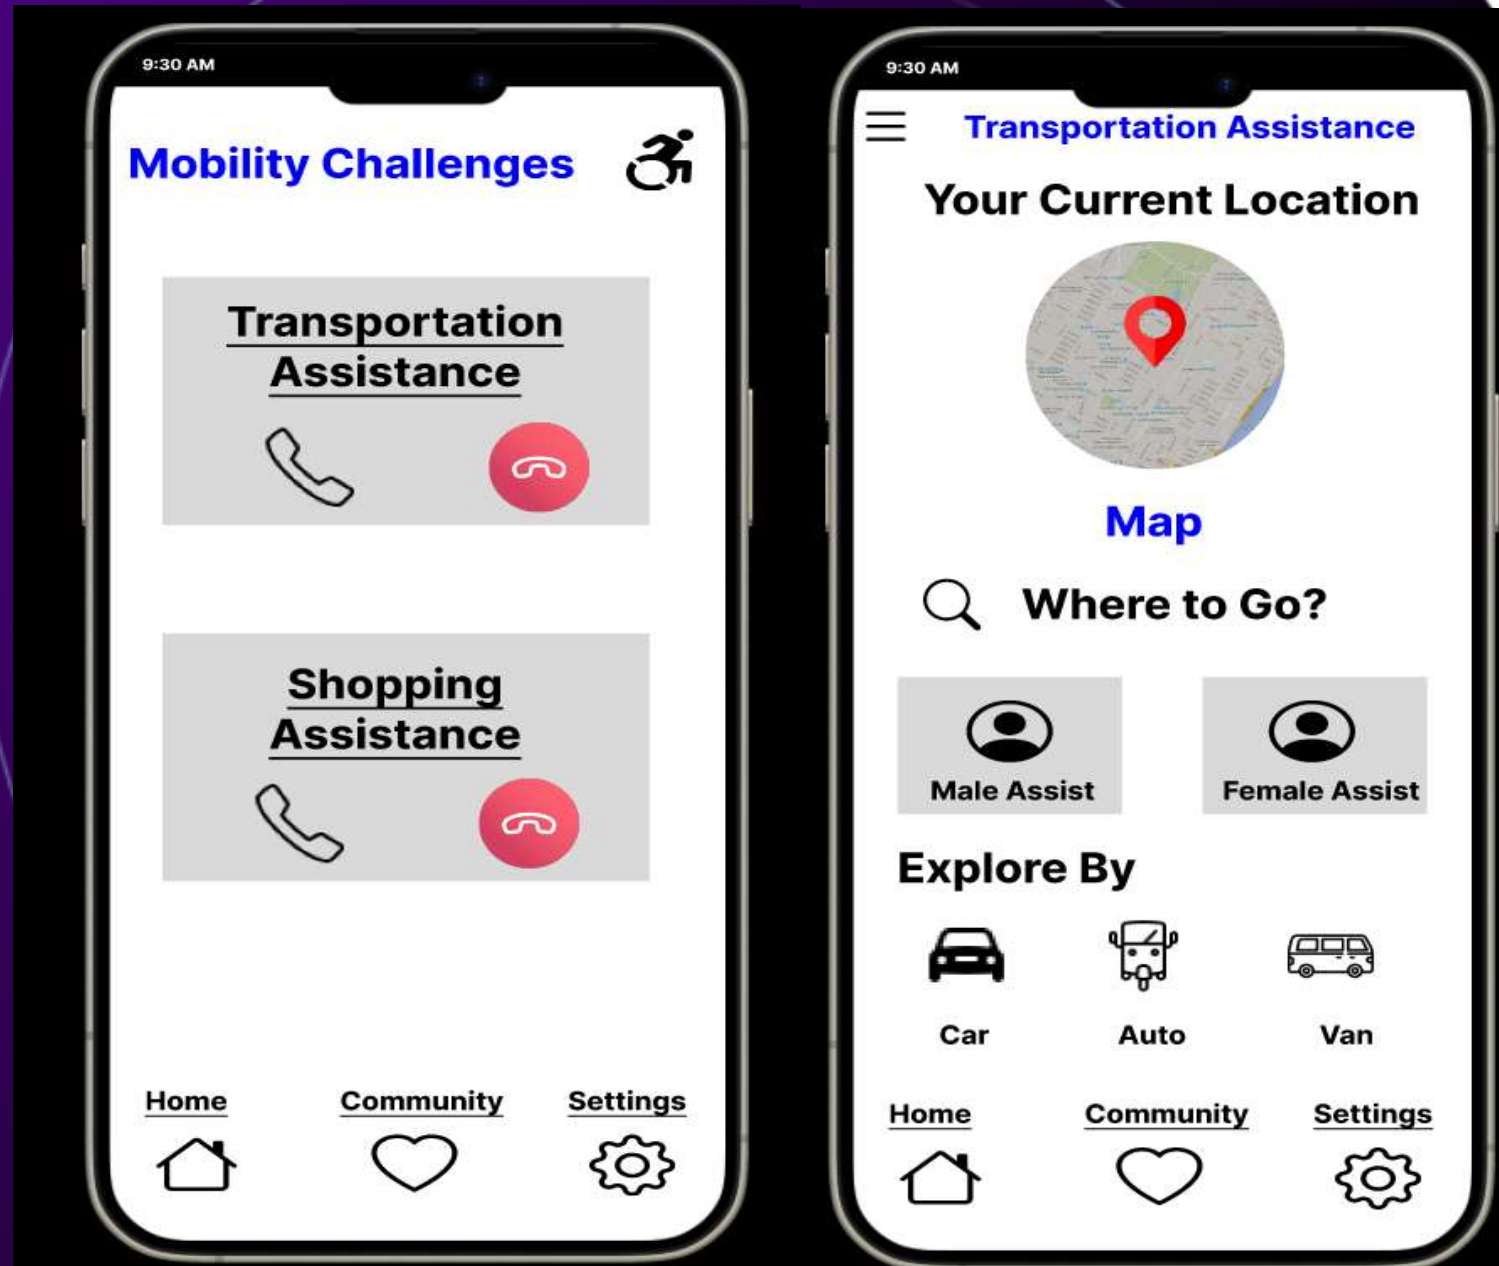 9:30 AM
Mobility Challenges
Transportation
Assistance
Shopping
Assistance
Home Community Settings
9:30 AM
Transportation Assistance
Your Current Location
Map
Where to Go?
Male Assist Female Assist
Explore By
Car Auto Van
Home Community Settings